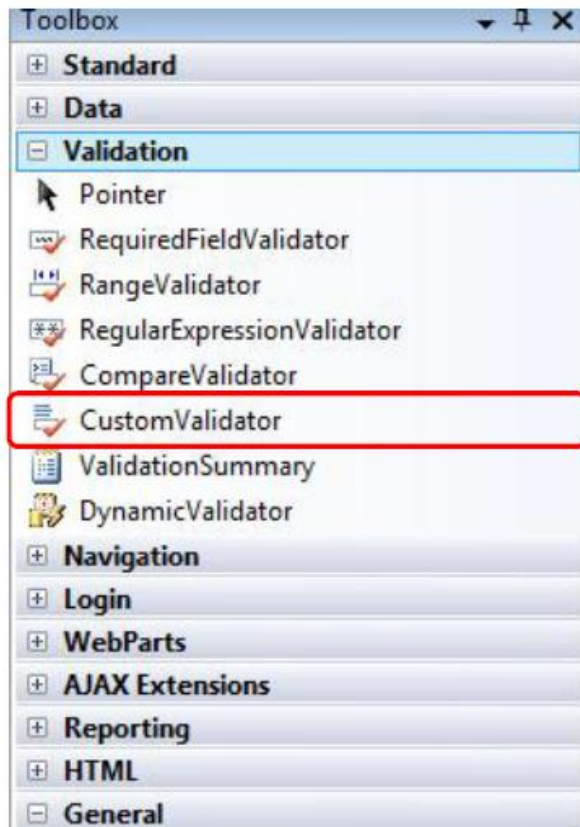 Toolbox
Standard
Data
Validation
Pointer
RequiredFieldValidator
RangeValidator
RegularExpressionValidator
CompareValidator
CustomValidator
ValidationSummary
DynamicValidator
Navigation
Login
WebParts
AJAX Extensions
Reporting
HTML
General